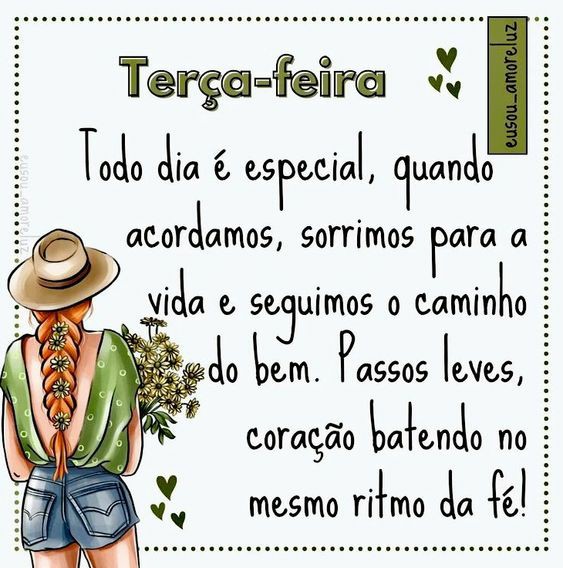 Terça-feira
eusou_amoreluz
Todo dia é especial, quando
acordamos, sorrimos para a
vida e seguimos o caminho
do bem. Passos leves,
coração batendo no
mesmo ritmo da fé!